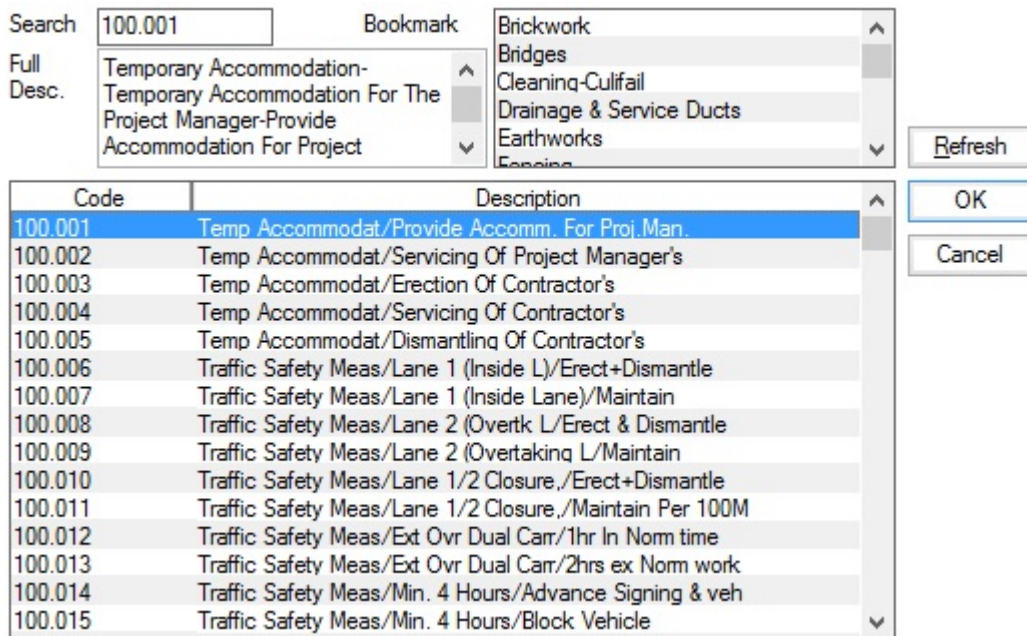 Search 100.001 Bookmark
Full Desc.
Temporary Accommodation-
Temporary Accommodation For The
Project Manager-Provide
Accommodation For Project
Brickwork
Bridges
Cleaning-Culifail
Drainage & Service Ducts
Earthworks
Fencing
Refresh
OK
Cancel
Code Description
100.001 Temp Accommodat/Provide Accomm. For Proj.Man.
100.002 Temp Accommodat/Servicing Of Project Manager's
100.003 Temp Accommodat/Erection Of Contractor's
100.004 Temp Accommodat/Servicing Of Contractor's
100.005 Temp Accommodat/Dismantling Of Contractor's
100.006 Traffic Safety Meas/Lane 1 (Inside L)/Erect+Dismantle
100.007 Traffic Safety Meas/Lane 1 (Inside Lane)/Maintain
100.008 Traffic Safety Meas/Lane 2 (Overtk L/Erect & Dismantle
100.009 Traffic Safety Meas/Lane 2 (Overtaking L/Maintain
100.010 Traffic Safety Meas/Lane 1/2 Closure,/Erect+Dismantle
100.011 Traffic Safety Meas/Lane 1/2 Closure,/Maintain Per 100M
100.012 Traffic Safety Meas/Ext Ovr Dual Carr/1hr In Norm time
100.013 Traffic Safety Meas/Ext Ovr Dual Carr/2hrs ex Norm work
100.014 Traffic Safety Meas/Min. 4 Hours/Advance Signing & veh
100.015 Traffic Safety Meas/Min. 4 Hours/Block Vehicle